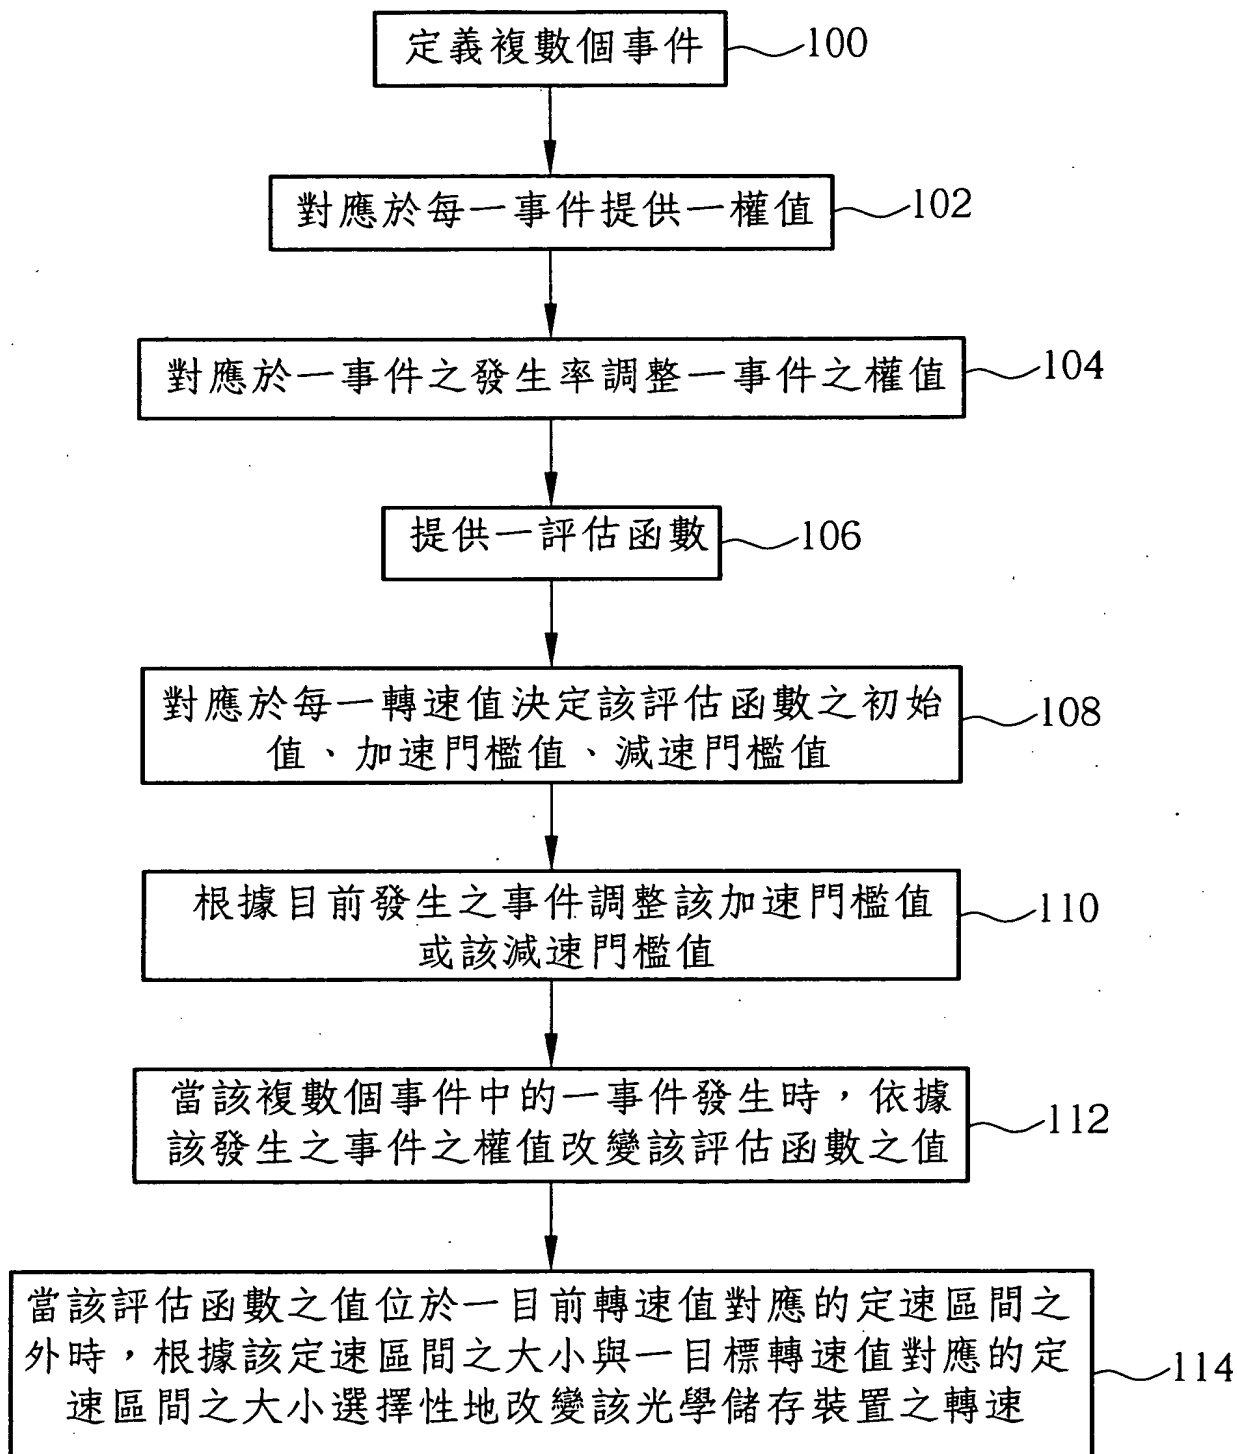 定義複數個事件
100
對應於每一事件提供一權值
102
對應於一事件之發生率調整一事件之權值
104
提供一評估函數
106
對應於每一轉速值決定該評估函數之初始
值、加速門檻值、減速門檻值
108
根據目前發生之事件調整該加速門檻值
或該減速門檻值
110
當該複數個事件中的一事件發生時，依據
該發生之事件之權值改變該評估函數之值
112
當該評估函數之值位於一目前轉速值對應的定速區間之
外時，根據該定速區間之大小與一目標轉速值對應的定
速區間之大小選擇性地改變該光學儲存裝置之轉速
114